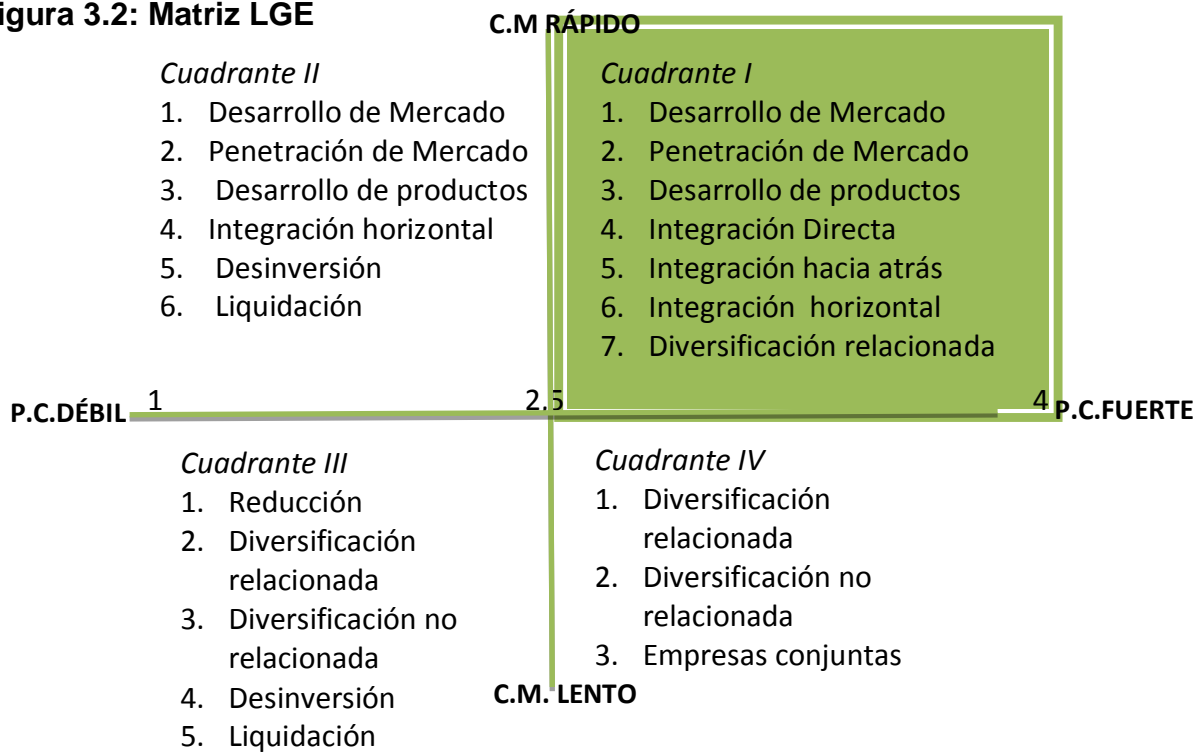 igura 3.2: Matriz LGE
C.M RÁPIDO
Cuadrante II
1. Desarrollo de Mercado
2. Penetración de Mercado
3. Desarrollo de productos
4. Integración horizontal
5. Desinversión
6. Liquidación
Cuadrante I
1. Desarrollo de Mercado
2. Penetración de Mercado
3. Desarrollo de productos
4. Integración Directa
5. Integración hacia atrás
6. Integración horizontal
7. Diversificación relacionada
P.C.DÉBIL 1 2,5 4 P.C.FUERTE
Cuadrante III
1. Reducción
2. Diversificación
relacionada
3. Diversificación no
relacionada
4. Desinversión
5. Liquidación
Cuadrante IV
1. Diversificación
relacionada
2. Diversificación no
relacionada
3. Empresas conjuntas
C.M. LENTO